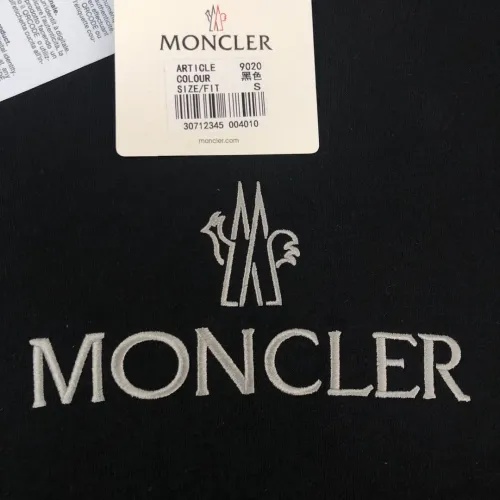 MONCLER
ARTICLE 9020
COLOUR 黑色
SIZE/FIT S
30712345 004010
moncler.com
MONCLER